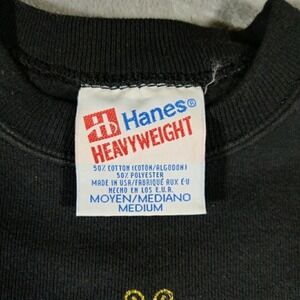 H Hanes®
HEAVYWEIGHT
50% COTTON (COTON/ALGODON)
50% POLYESTER
MADE IN USA/FABRIQUE AUX E·U
HECHO EN LOS E.U.A.
MOYEN/MEDIANO
MEDIUM